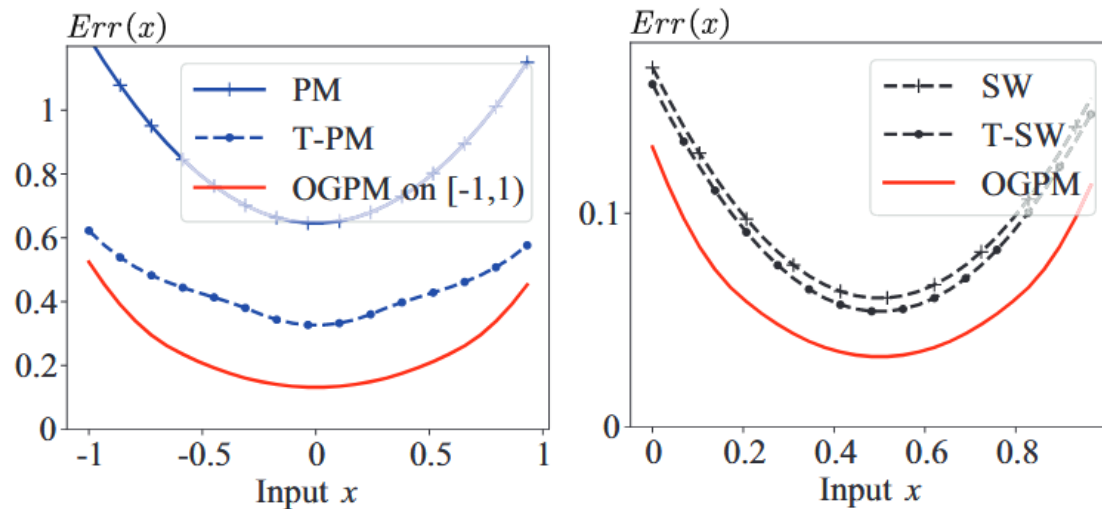 Err(x)
1
0.8
0.6
0.4
0.2
0
PM
T-PM
OGPM on [-1,1)
-1 -0.5 0 0.5 1
Input x
Err(x)
0.1
0
SW
T-SW
OGPM
0 0.2 0.4 0.6 0.8
Input x